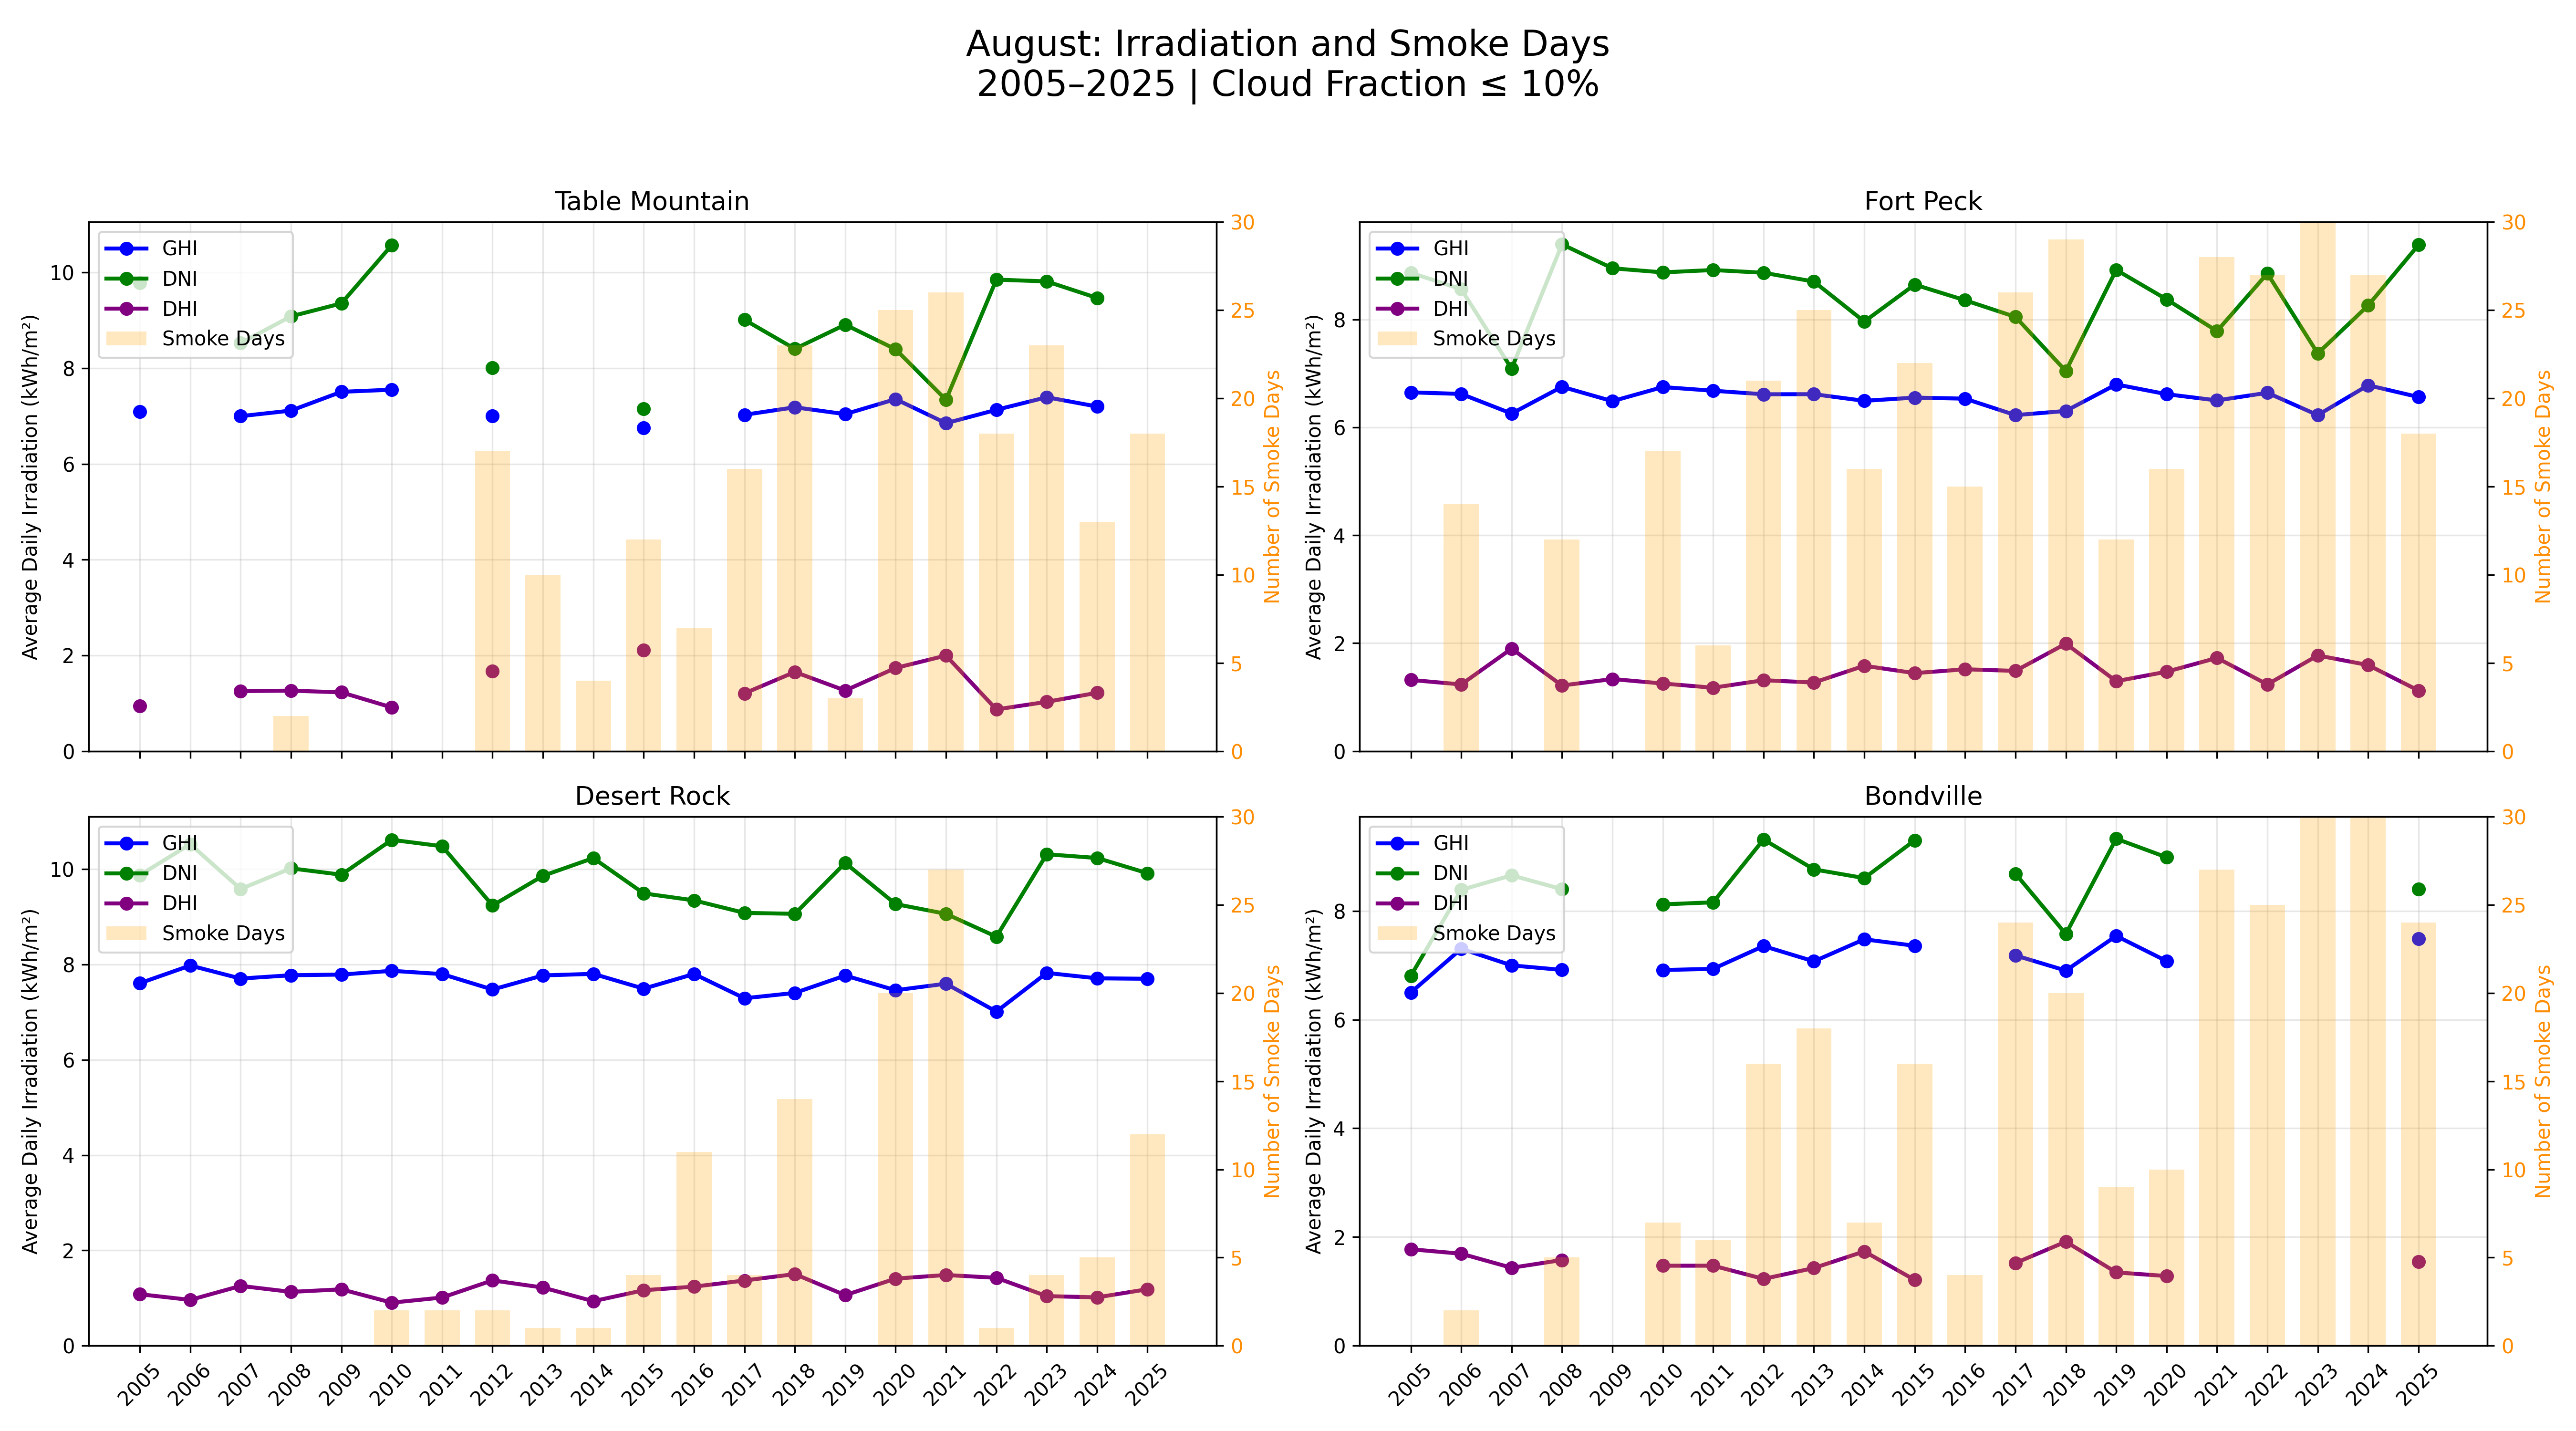 August: Irradiation and Smoke Days
2005–2025 | Cloud Fraction ≤ 10%
Table Mountain
GHI
DNI
DHI
Smoke Days
Average Daily Irradiation (kWh/m²)
10
8
6
4
2
0
30
25
20
15
10
5
0
Number of Smoke Days
Fort Peck
GHI
DNI
DHI
Smoke Days
Average Daily Irradiation (kWh/m²)
8
6
4
2
0
30
25
20
15
10
5
0
Number of Smoke Days
Desert Rock
GHI
DNI
DHI
Smoke Days
Average Daily Irradiation (kWh/m²)
10
8
6
4
2
0
30
25
20
15
10
5
0
Number of Smoke Days
2005 2006 2007 2008 2009 2010 2011 2012 2013 2014 2015 2016 2017 2018 2019 2020 2021 2022 2023 2024 2025
Bondville
GHI
DNI
DHI
Smoke Days
Average Daily Irradiation (kWh/m²)
8
6
4
2
0
30
25
20
15
10
5
0
Number of Smoke Days
2005 2006 2007 2008 2009 2010 2011 2012 2013 2014 2015 2016 2017 2018 2019 2020 2021 2022 2023 2024 2025